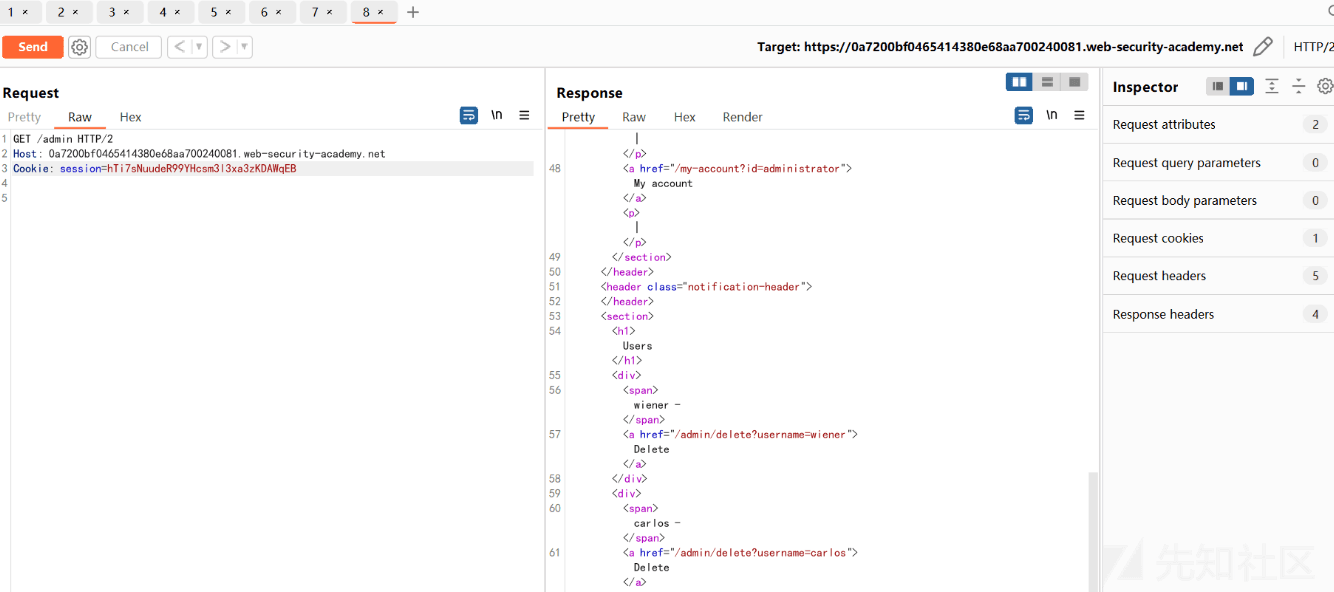 1 × 2 × 3 × 4 × 5 × 6 × 7 × 8 × +
Send Cancel < ▼ > ▼ Target: https://0a7200bf0465414380e68aa700240081.web-security-academy.net HTTP/2
Request
Pretty Raw Hex \n
1 GET /admin HTTP/2
2 Host: 0a7200bf0465414380e68aa700240081.web-security-academy.net
3 Cookie: session=hTi7sNuudeR99YHcsm3l3xa3zKDAWqEB
4
5
Response
Pretty Raw Hex Render \n
|
</p>
48 <a href="/my-account?id=administrator">
My account
</a>
<p>
|
</p>
49 </section>
50 </header>
51 <header class="notification-header">
52 </header>
53 <section>
54 <h1>
Users
</h1>
55 <div>
56 <span>
wiener -
</span>
57 <a href="/admin/delete?username=wiener">
Delete
</a>
58 </div>
59 <div>
60 <span>
carlos -
</span>
61 <a href="/admin/delete?username=carlos">
Delete
</a>
Inspector
Request attributes 2
Request query parameters 0
Request body parameters 0
Request cookies 1
Request headers 5
Response headers 4
先知社区